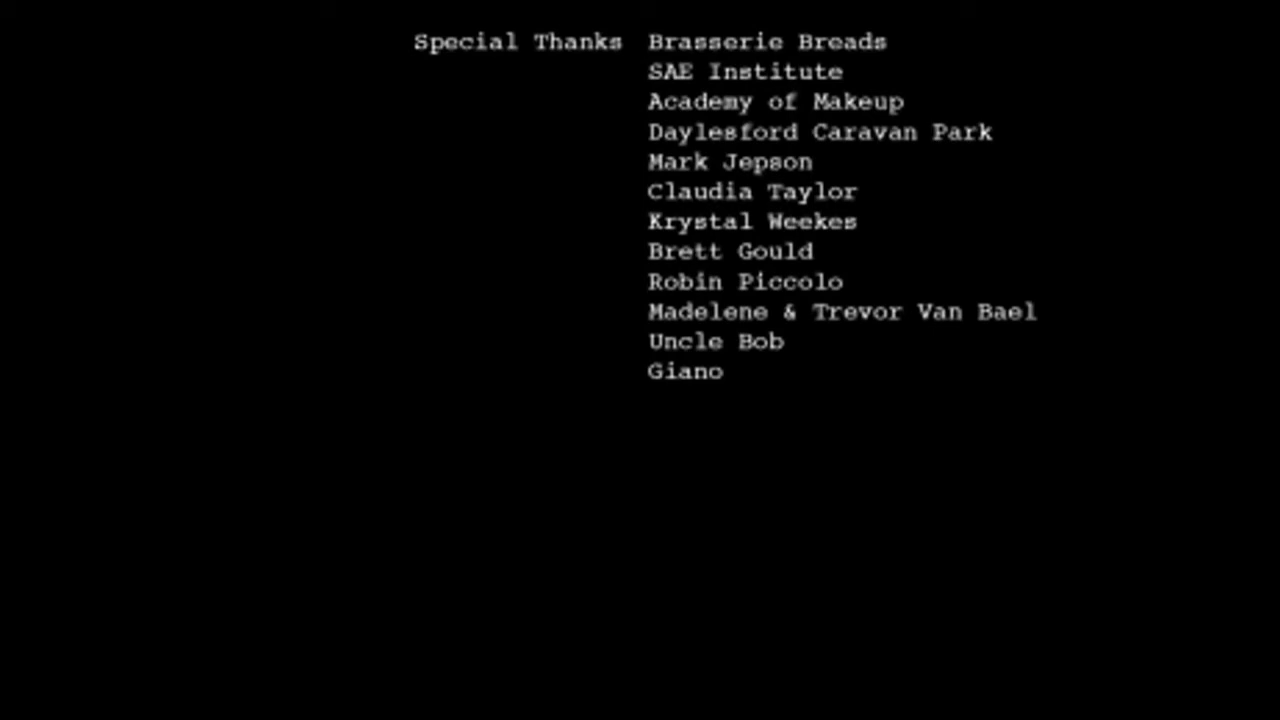 Special Thanks Brasserie Breads
SAE Institute
Academy of Makeup
Daylesford Caravan Park
Mark Jepson
Claudia Taylor
Krystal Weekes
Brett Gould
Robin Piccolo
Madelene & Trevor Van Bael
Uncle Bob
Giano